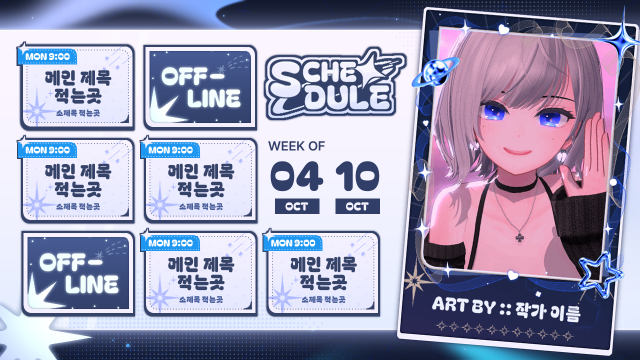 MON 9:00
메인 제목
적는곳
소제목 적는곳
OFF-
LINE
SCHE
DULE
MON 9:00
메인 제목
적는곳
소제목 적는곳
MON 9:00
메인 제목
적는곳
소제목 적는곳
WEEK OF
04 10
OCT OCT
OFF-
LINE
MON 9:00
메인 제목
적는곳
소제목 적는곳
MON 9:00
메인 제목
적는곳
소제목 적는곳
ART BY :: 작가 이름